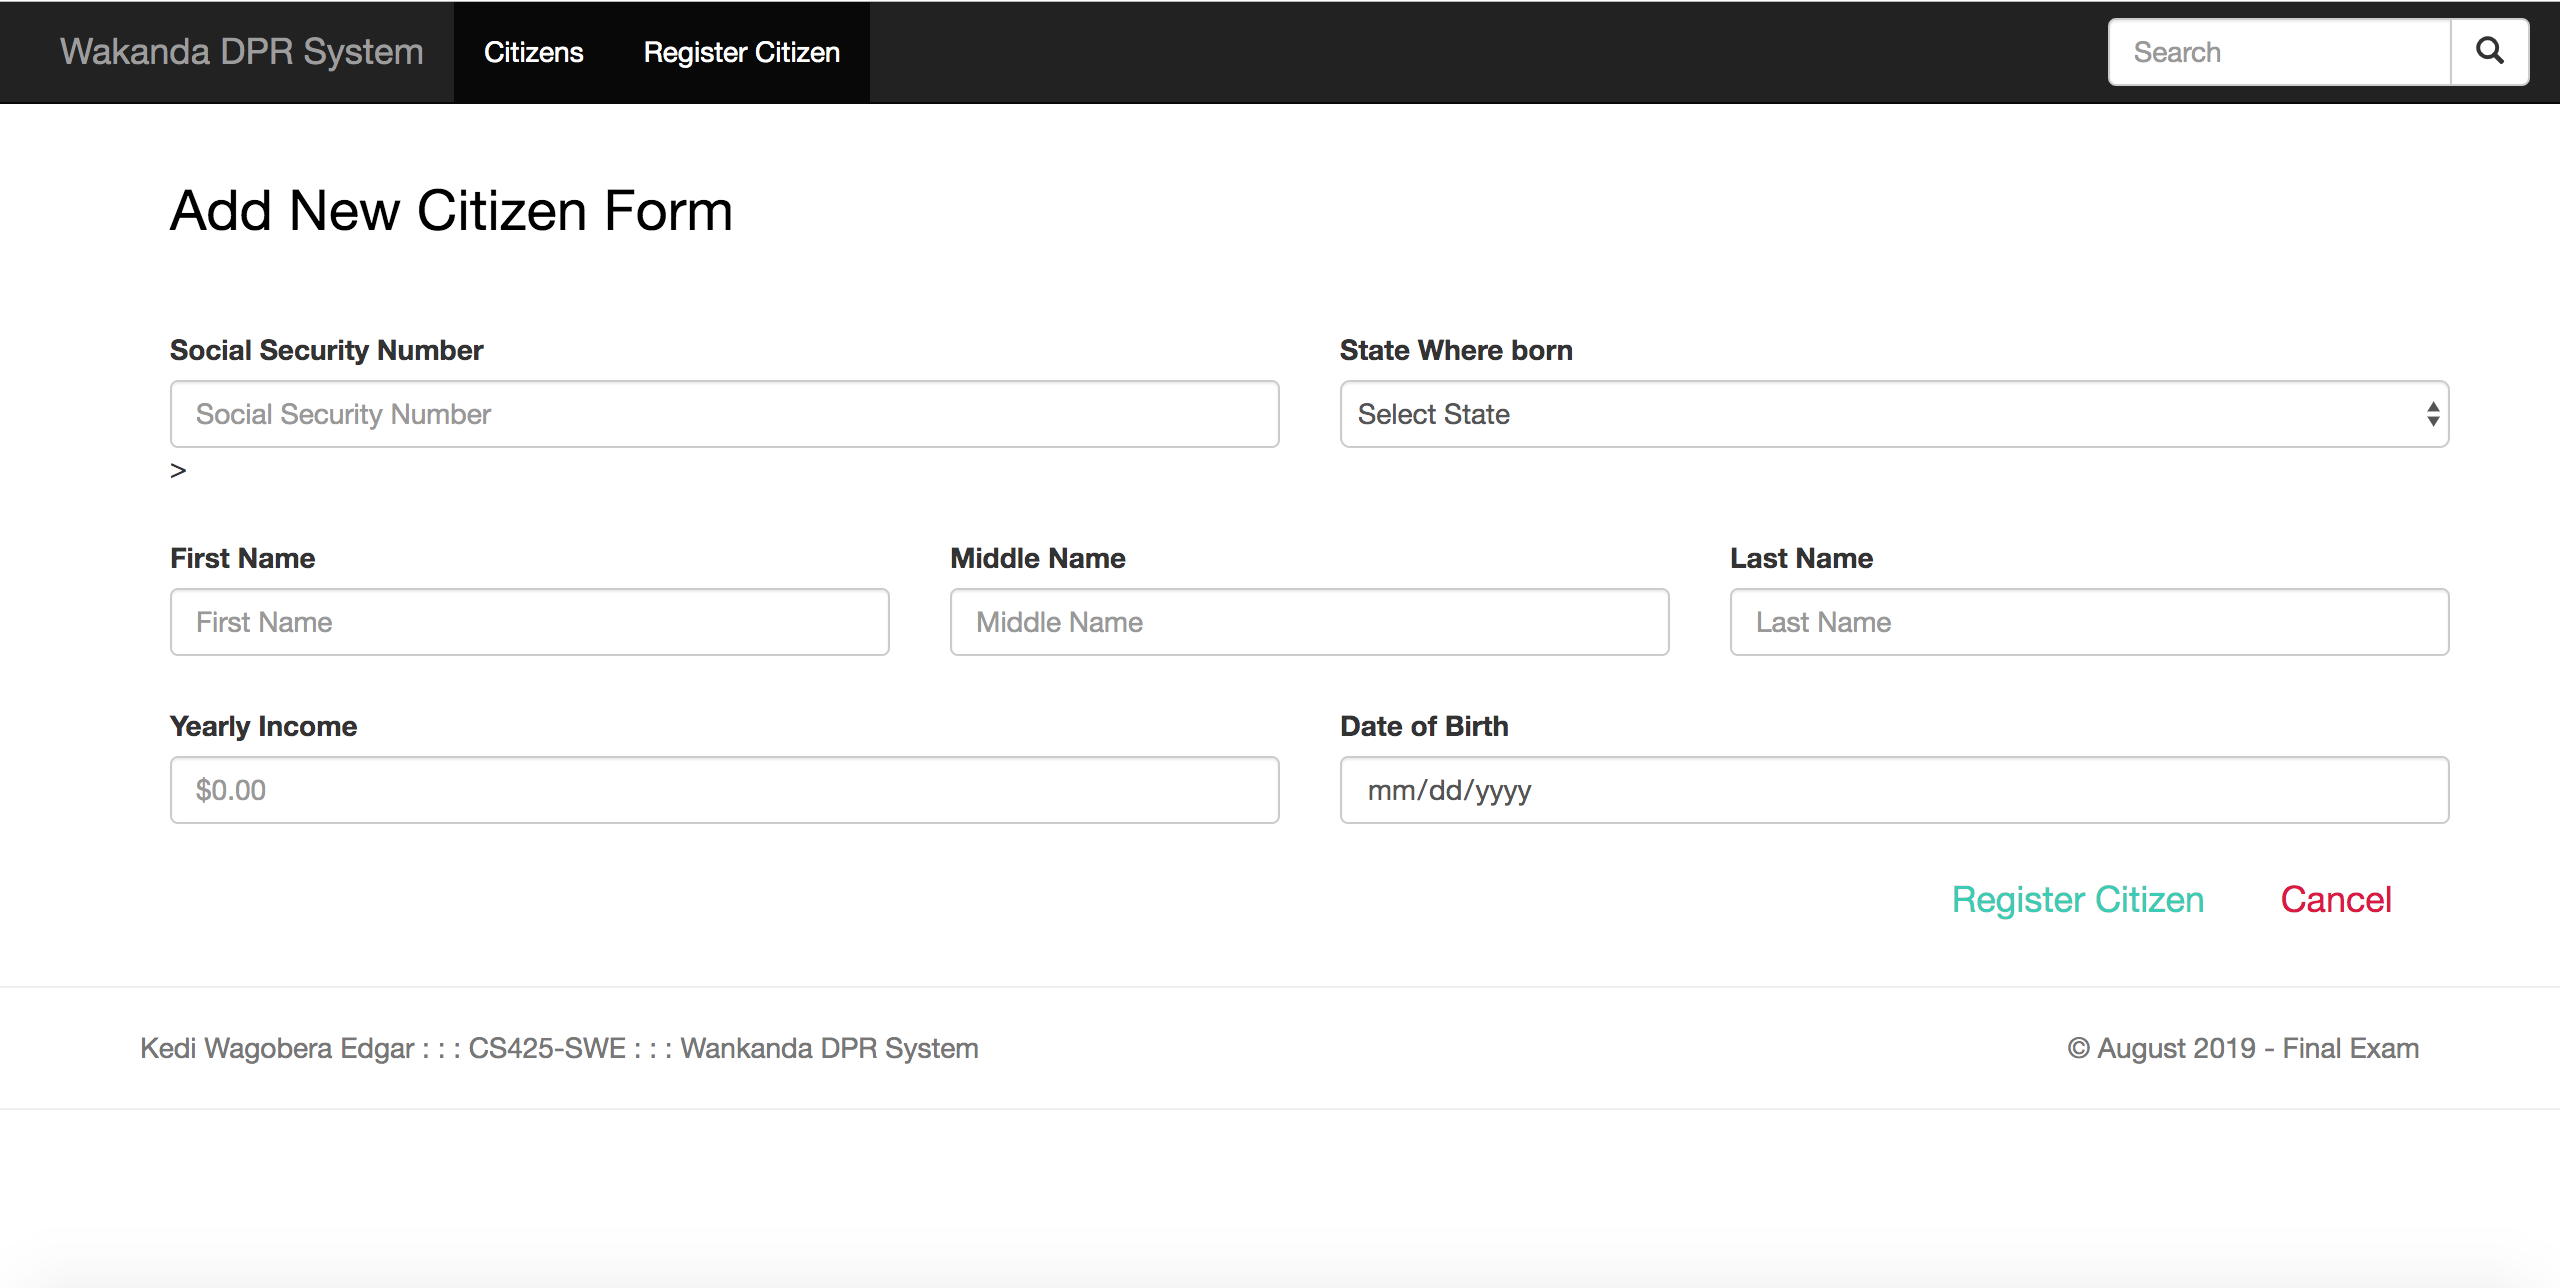 Wakanda DPR System Citizens Register Citizen Search
Add New Citizen Form
Social Security Number State Where born
Social Security Number Select State
>
First Name Middle Name Last Name
First Name Middle Name Last Name
Yearly Income Date of Birth
$0.00 mm/dd/yyyy
Register Citizen Cancel
Kedi Wagobera Edgar : : : CS425-SWE : : : Wankanda DPR System © August 2019 - Final Exam